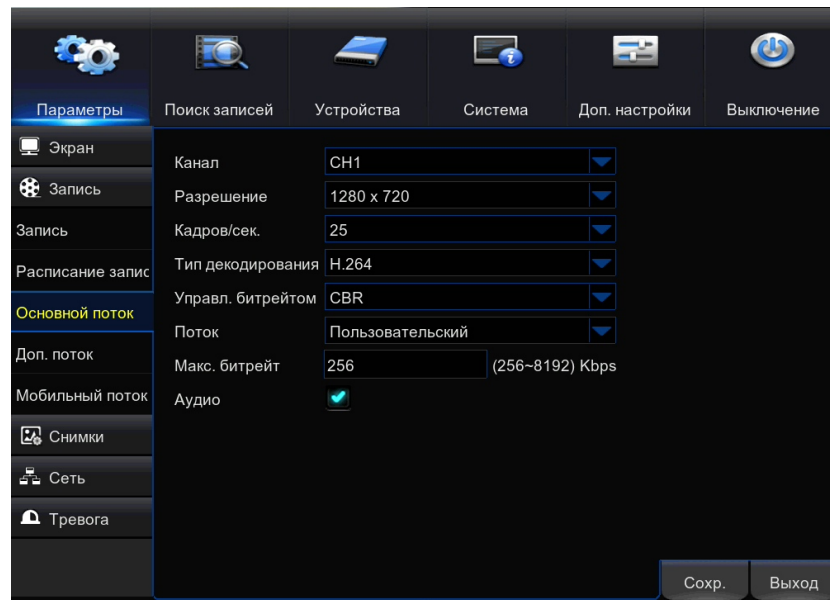 Параметры
Поиск записей
Устройства
Система
Доп. настройки
Выключение
Экран
Запись
Запись
Расписание запис
Основной поток
Доп. поток
Мобильный поток
Снимки
Сеть
Тревога
Канал CH1
Разрешение 1280 x 720
Кадров/сек. 25
Тип декодирования H.264
Управл. битрейтом CBR
Поток Пользовательский
Макс. битрейт 256 (256~8192) Kbps
Аудио
Сохр.
Выход